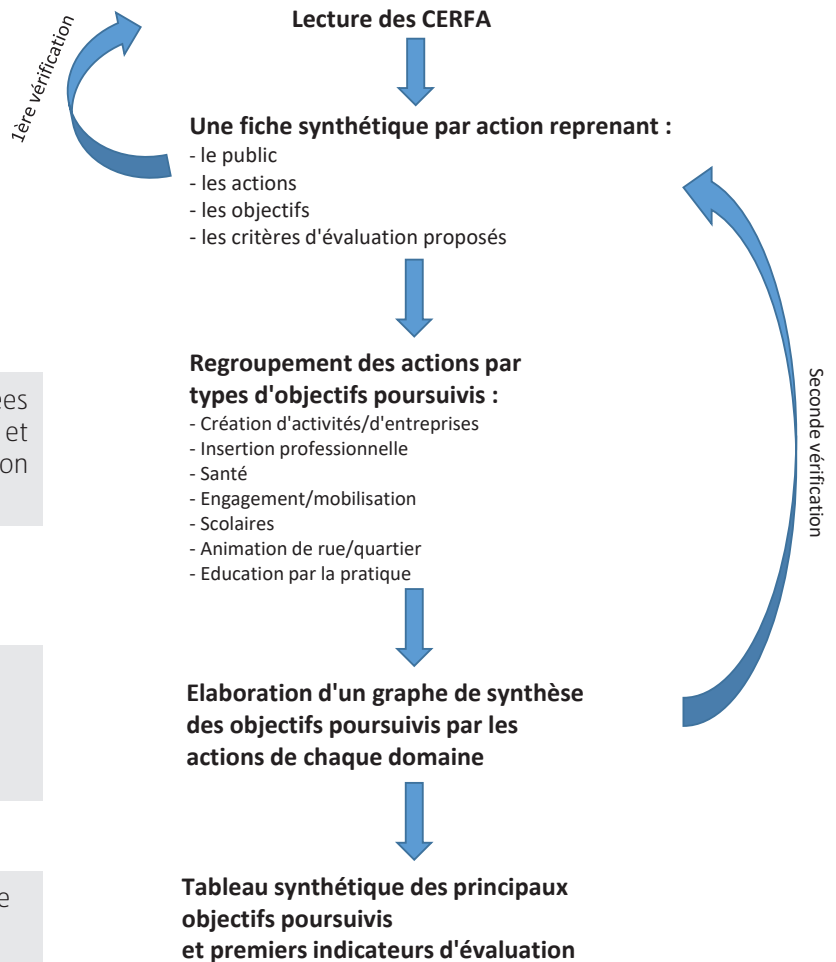 Lecture des CERFA
1ère vérification
Une fiche synthétique par action reprenant :
- le public
- les actions
- les objectifs
- les critères d'évaluation proposés
Regroupement des actions par
types d'objectifs poursuivis :
- Création d'activités/d'entreprises
- Insertion professionnelle
- Santé
- Engagement/mobilisation
- Scolaires
- Animation de rue/quartier
- Education par la pratique
Seconde vérification
Elaboration d'un graphe de synthèse
des objectifs poursuivis par les
actions de chaque domaine
Tableau synthétique des principaux
objectifs poursuivis
et premiers indicateurs d'évaluation
et